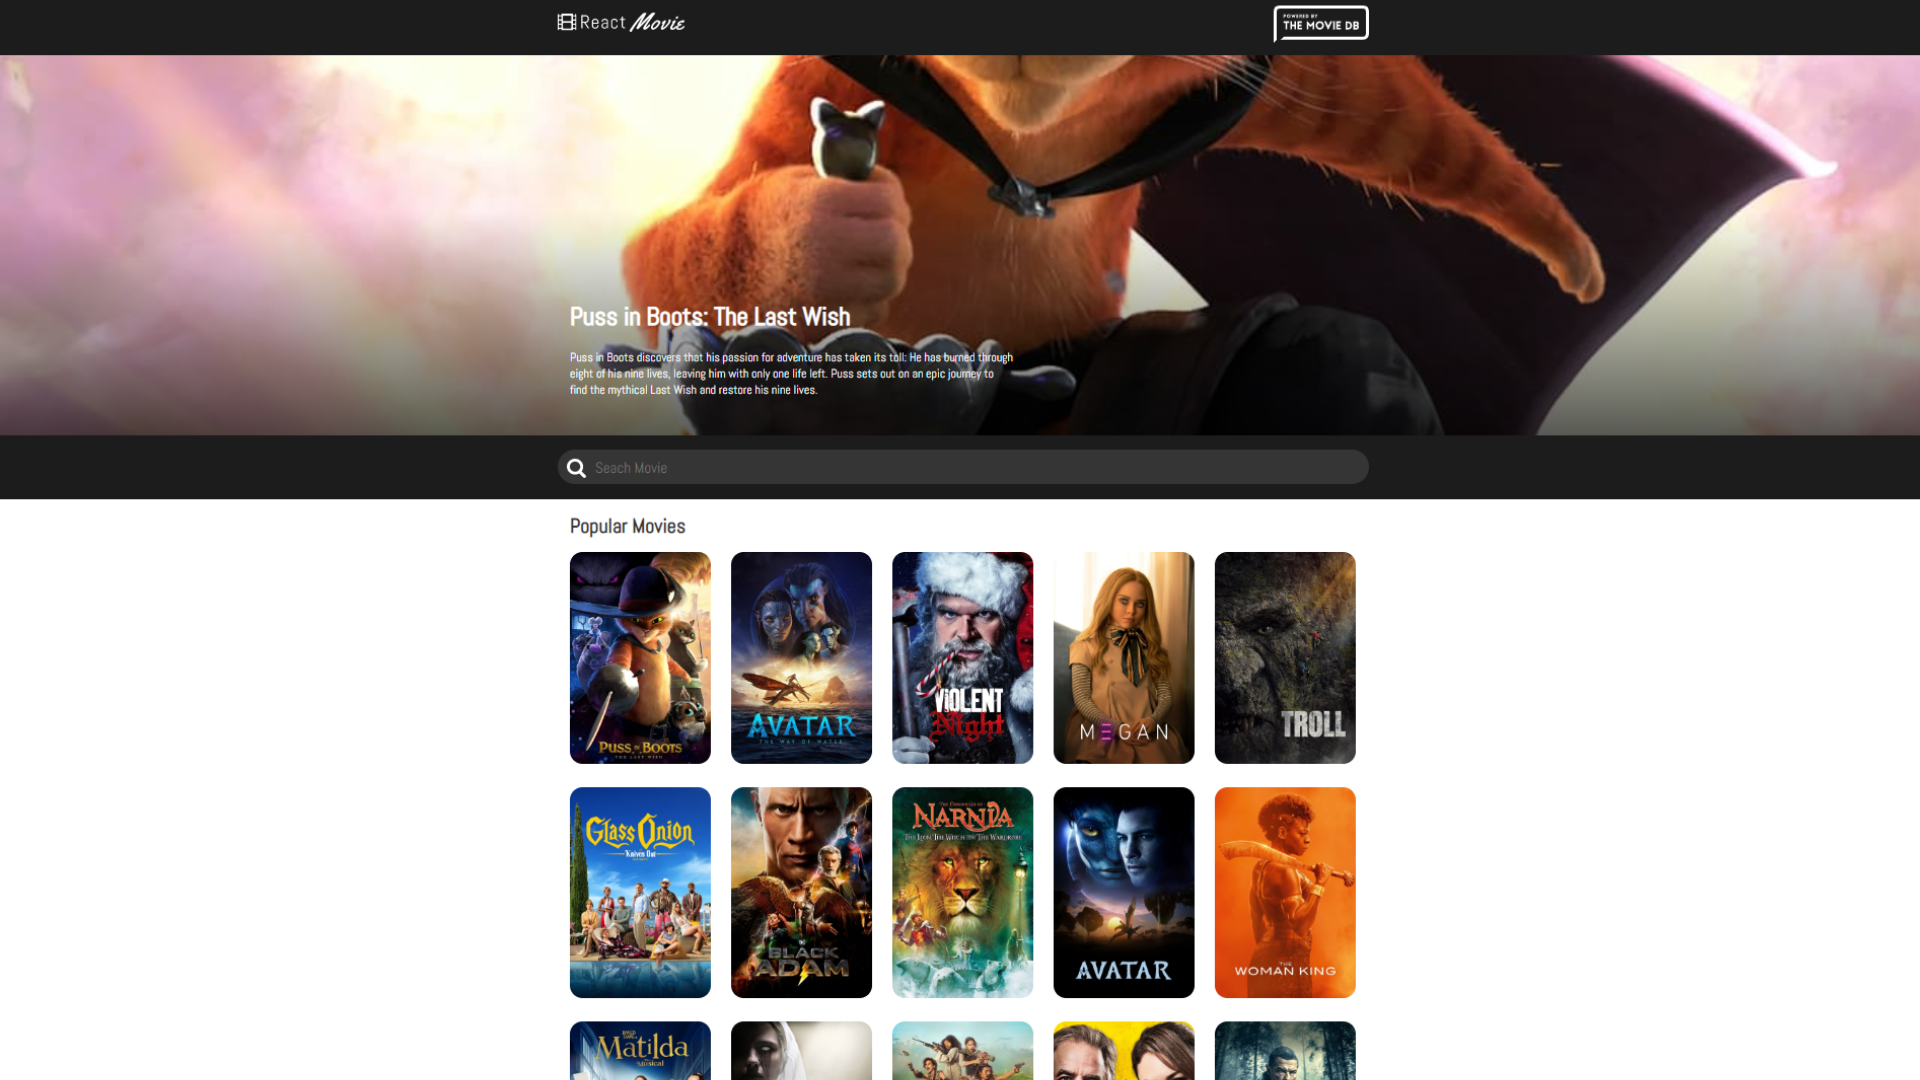 React Movie
POWERED BY
THE MOVIE DB
Puss in Boots: The Last Wish
Puss in Boots discovers that his passion for adventure has taken its toll: He has burned through
eight of his nine lives, leaving him with only one life left. Puss sets out on an epic journey to
find the mythical Last Wish and restore his nine lives.
Seach Movie
Popular Movies
PUSS IN BOOTS
THE LAST WISH
AVATAR
THE WAY OF WATER
VIOLENT
Night
MEGAN
TROLL
Glass Onion
Knives Out
BLACK
ADAM
THE CHRONICLES OF
NARNIA
THE LION, THE WITCH AND THE WARDROBE
AVATAR
THE
WOMAN KING
Matilda
Musical